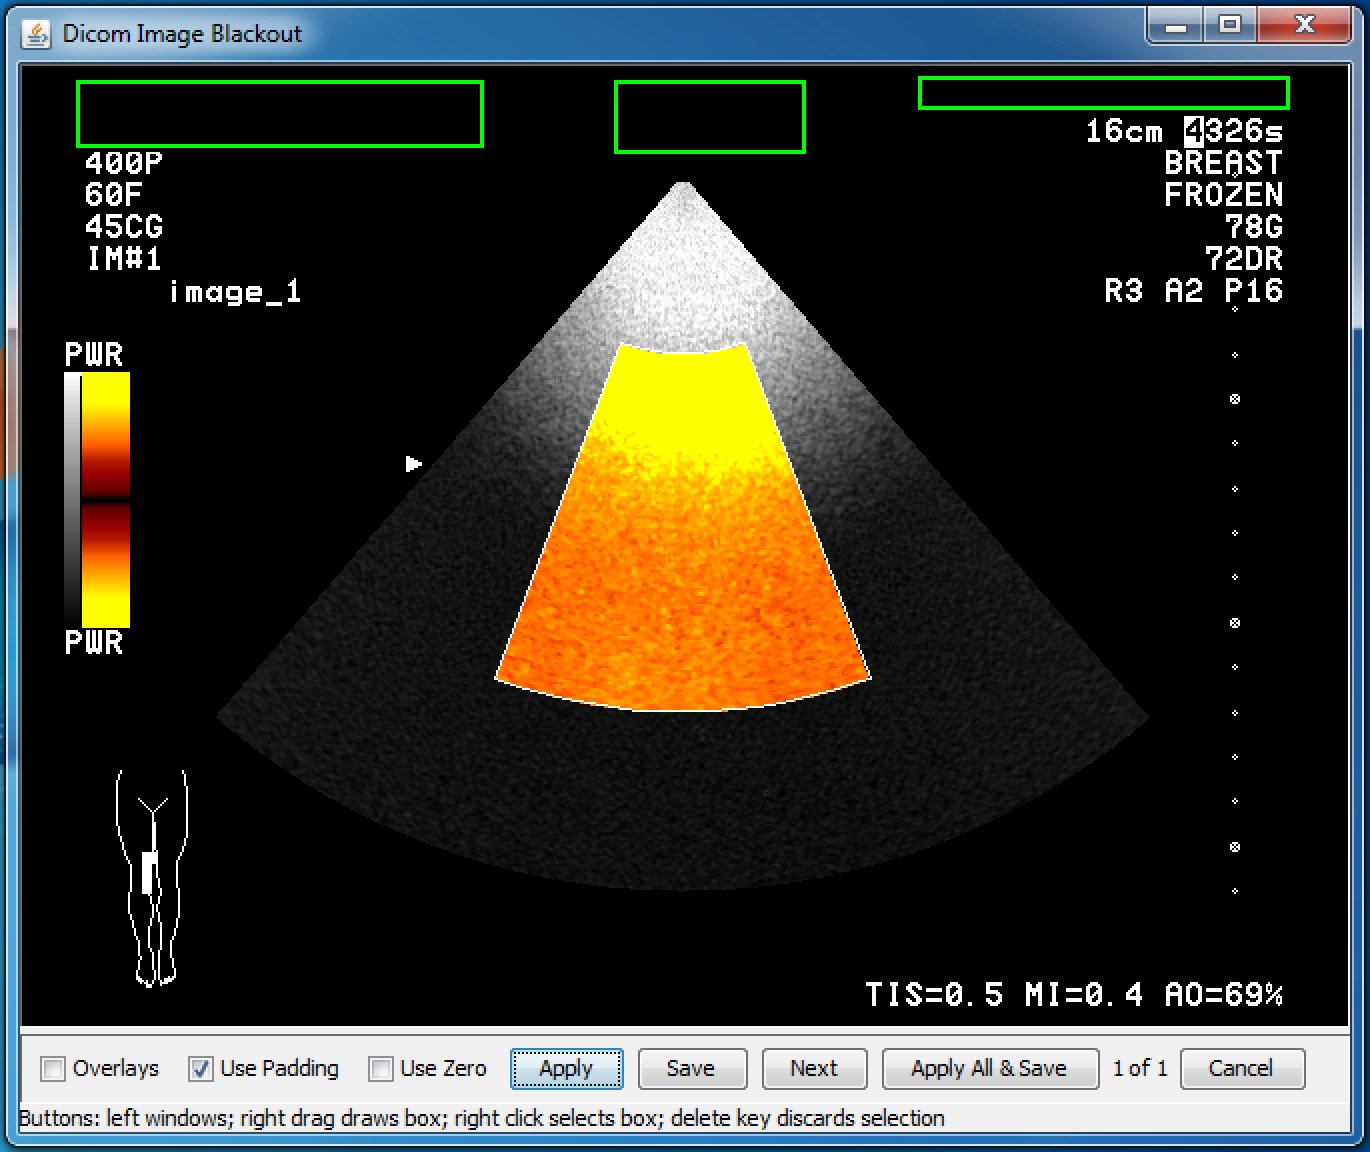 Dicom Image Blackout
16cm 4326s
400P
BREAST
60F
FROZEN
45CG
78G
IM#1
72DR
image_1
R3 A2 P16
PWR
PWR
TIS=0.5 MI=0.4 AO=69%
Overlays Use Padding Use Zero Apply Save Next Apply All & Save 1 of 1 Cancel
Buttons: left windows; right drag draws box; right click selects box; delete key discards selection